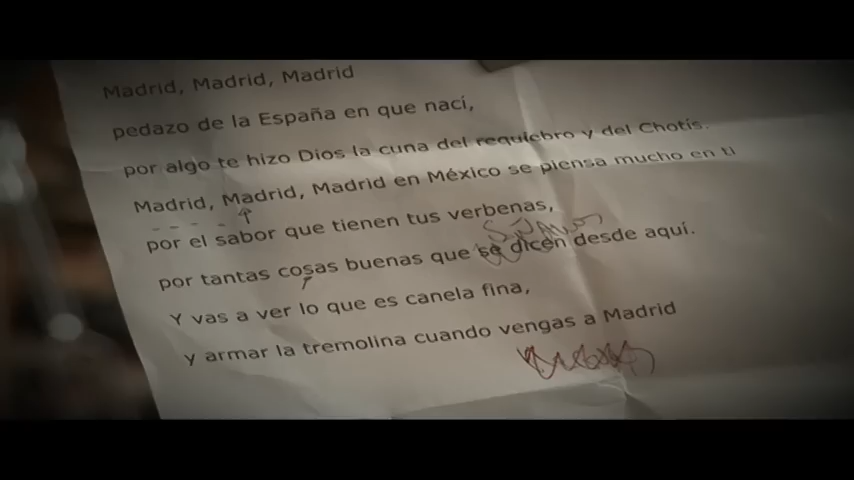 Madrid, Madrid, Madrid
pedazo de la España en que nací,
por algo te hizo Dios la cuna del requiebro y del Chotis.
Madrid, Madrid, Madrid en México se piensa mucho en ti
por el sabor que tienen tus verbenas,
por tantas cosas buenas que se dicen desde aquí.
Y vas a ver lo que es canela fina,
y armar la tremolina cuando vengas a Madrid